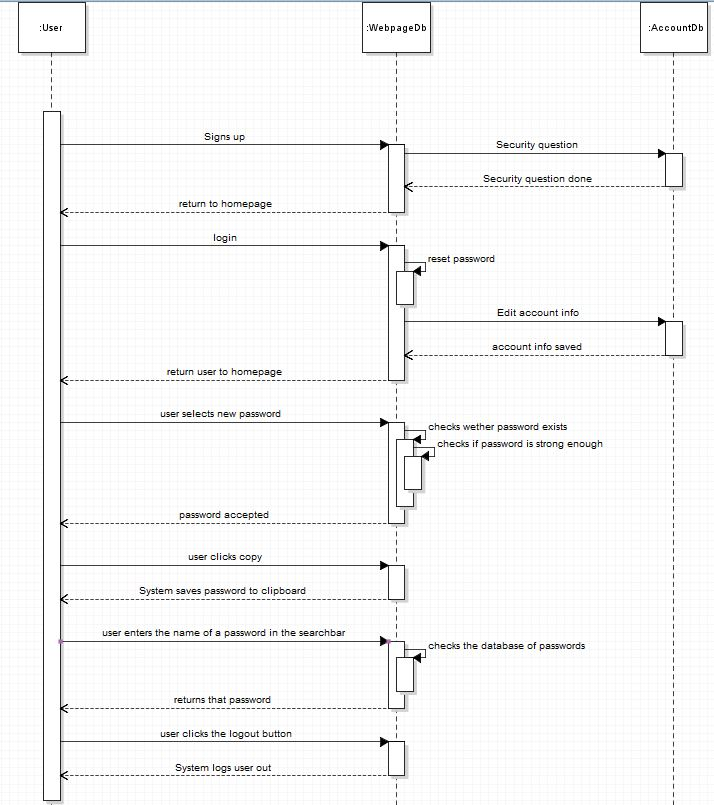 :User
:WebpageDb
:AccountDb
Signs up
Security question
Security question done
return to homepage
login
reset password
Edit account info
account info saved
return user to homepage
user selects new password
checks wether password exists
checks if password is strong enough
password accepted
user clicks copy
System saves password to clipboard
user enters the name of a password in the searchbar
checks the database of passwords
returns that password
user clicks the logout button
System logs user out